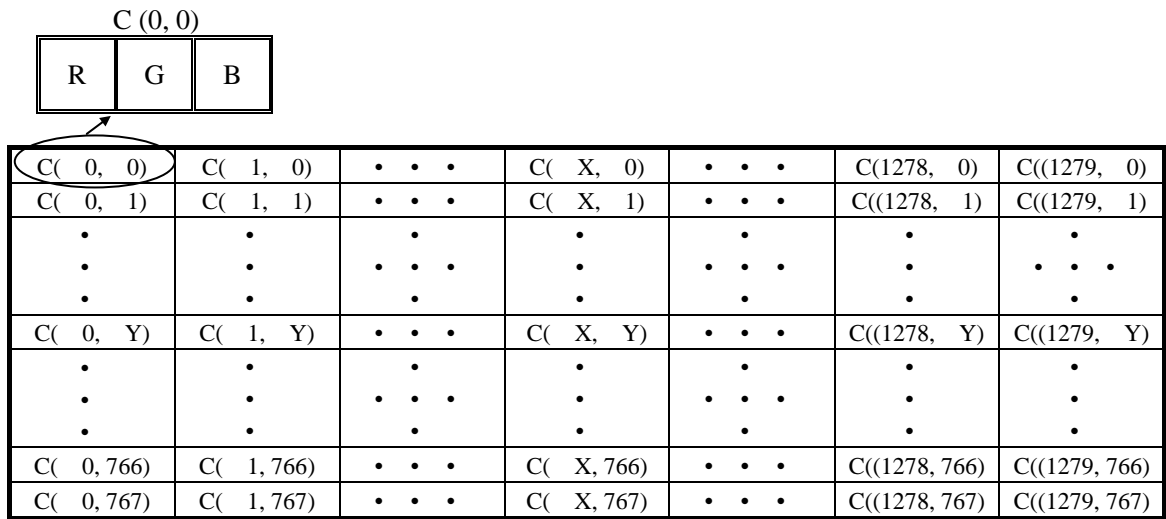 C (0, 0)
R G B
C( 0, 0) C( 1, 0) • • • C( X, 0) • • • C(1278, 0) C((1279, 0)
C( 0, 1) C( 1, 1) • • • C( X, 1) • • • C((1278, 1) C((1279, 1)
• • • • • • •
• • • • • • • • • • • • •
• • • • • • •
C( 0, Y) C( 1, Y) • • • C( X, Y) • • • C((1278, Y) C((1279, Y)
• • • • • • •
• • • • • • • • • • •
• • • • • • •
C( 0, 766) C( 1, 766) • • • C( X, 766) • • • C((1278, 766) C((1279, 766)
C( 0, 767) C( 1, 767) • • • C( X, 767) • • • C((1278, 767) C((1279, 767)